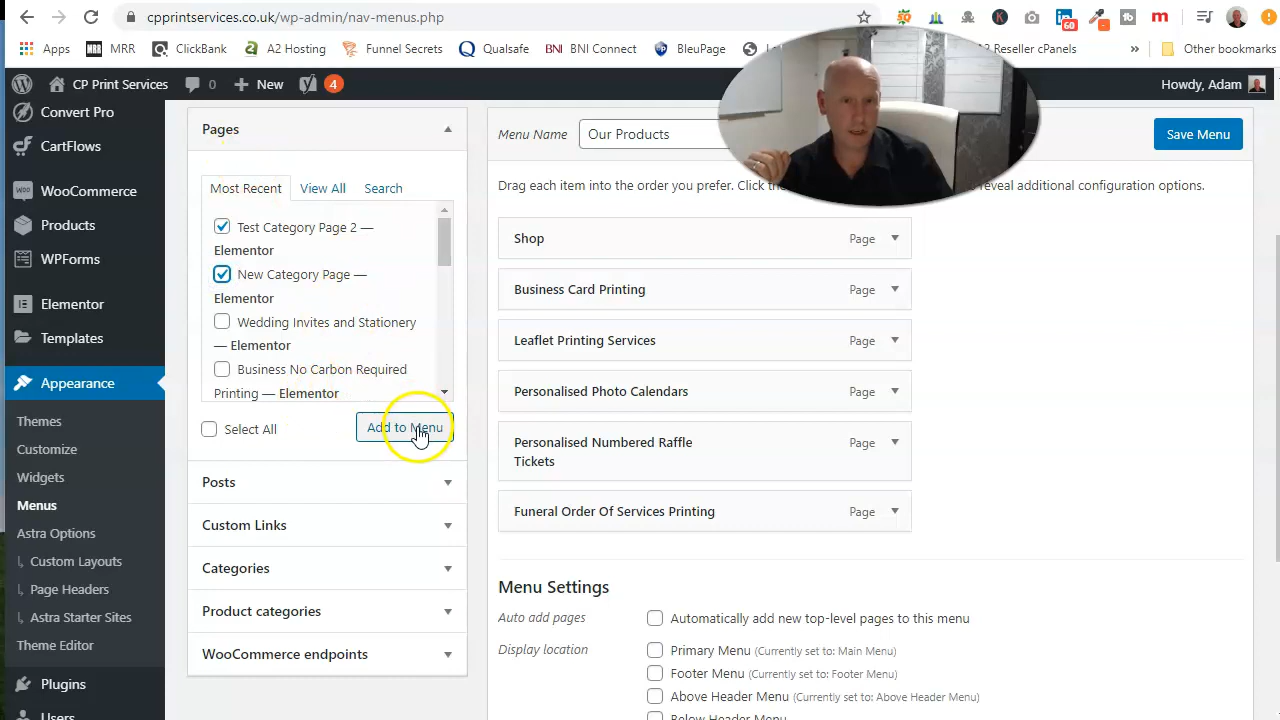 cpprintservices.co.uk/wp-admin/nav-menus.php
60
Apps
MRR
ClickBank
A2 Hosting
Funnel Secrets
Qualsafe
BNI
BNI Connect
BleuPage
Reseller cPanels
»
Other bookmarks
CP Print Services
0
New
4
Howdy, Adam
Convert Pro
CartFlows
WooCommerce
Products
WPForms
Elementor
Templates
Appearance
Themes
Customize
Widgets
Menus
Astra Options
Custom Layouts
Page Headers
Astra Starter Sites
Theme Editor
Plugins
Users
Pages
Most Recent
View All
Search
Test Category Page 2 —
Elementor
New Category Page —
Elementor
Wedding Invites and Stationery
— Elementor
Business No Carbon Required
Printing — Elementor
Select All
Add to Menu
Posts
Custom Links
Categories
Product categories
WooCommerce endpoints
Menu Name
Our Products
Save Menu
Drag each item into the order you prefer. Click the reveal additional configuration options.
Shop
Page
Business Card Printing
Page
Leaflet Printing Services
Page
Personalised Photo Calendars
Page
Personalised Numbered Raffle
Tickets
Page
Funeral Order Of Services Printing
Page
Menu Settings
Auto add pages
Automatically add new top-level pages to this menu
Display location
Primary Menu (Currently set to: Main Menu)
Footer Menu (Currently set to: Footer Menu)
Above Header Menu (Currently set to: Above Header Menu)
Below Header Menu